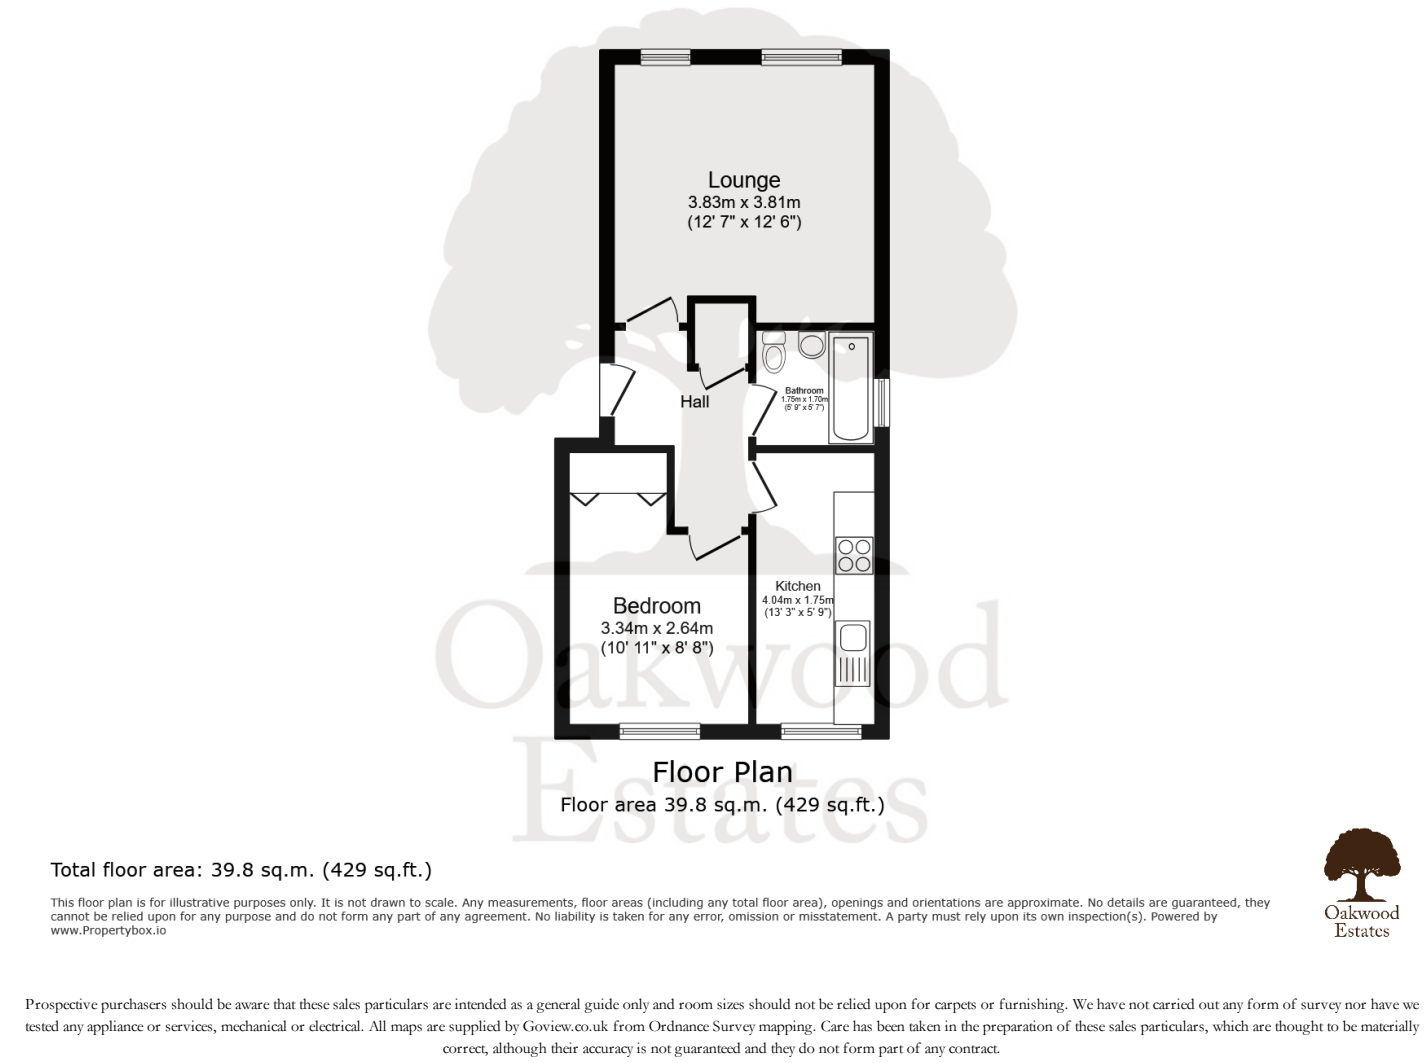 Lounge
3.83m x 3.81m
(12' 7" x 12' 6")
Bathroom
1.75m x 1.70m
(5' 9" x 5' 7")
Hall
Kitchen
4.04m x 1.75m
(13' 3" x 5' 9")
Bedroom
3.34m x 2.64m
(10' 11" x 8' 8")
Oakwood
Estates
Floor Plan
Floor area 39.8 sq.m. (429 sq.ft.)
Total floor area: 39.8 sq.m. (429 sq.ft.)
This floor plan is for illustrative purposes only. It is not drawn to scale. Any measurements, floor areas (including any total floor area), openings and orientations are approximate. No details are guaranteed, they
cannot be relied upon for any purpose and do not form any part of any agreement. No liability is taken for any error, omission or misstatement. A party must rely upon its own inspection(s). Powered by
www.Propertybox.io
Oakwood
Estates
Prospective purchasers should be aware that these sales particulars are intended as a general guide only and room sizes should not be relied upon for carpets or furnishing. We have not carried out any form of survey nor have we
tested any appliance or services, mechanical or electrical. All maps are supplied by Goview.co.uk from Ordnance Survey mapping. Care has been taken in the preparation of these sales particulars, which are thought to be materially
correct, although their accuracy is not guaranteed and they do not form part of any contract.